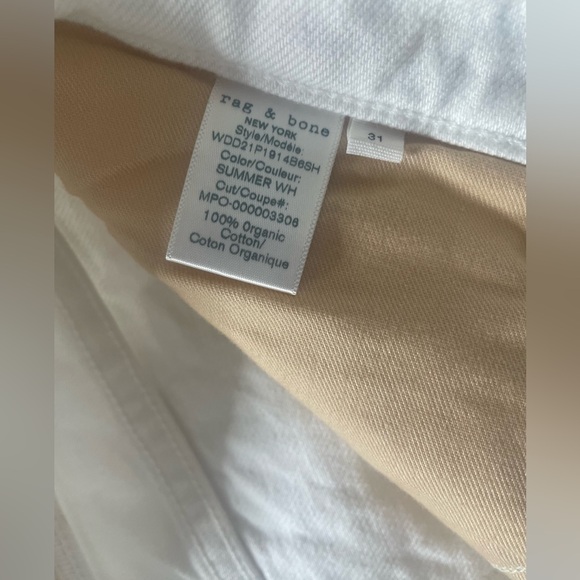 rag & bone
NEW YORK
Style/Modèle:
WDD21P1914B6SH
Color/Couleur:
SUMMER WH
Cut/Coupe#:
MPO-000003306
100% Organic
Cotton/
Coton Organique
31